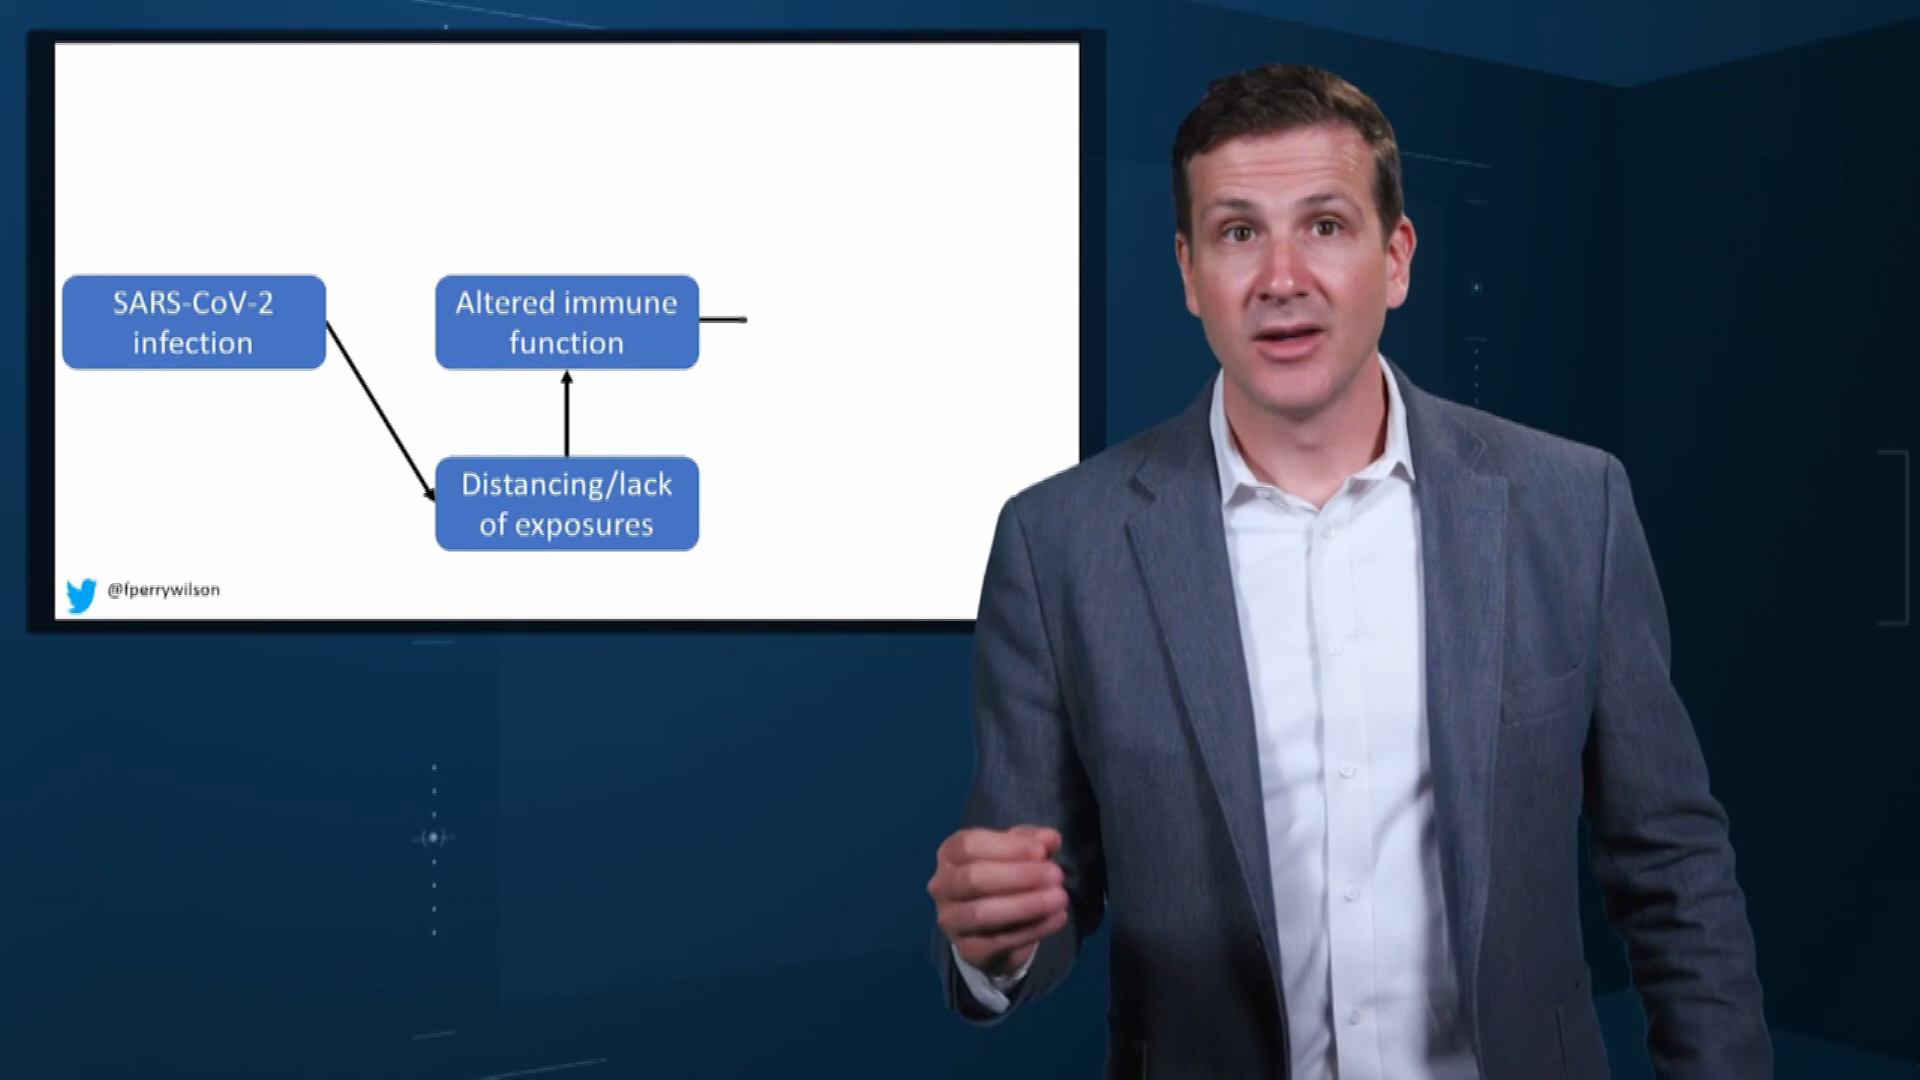 SARS-CoV-2
infection
Altered immune
function
Distancing/lack
of exposures
@fperrywilson